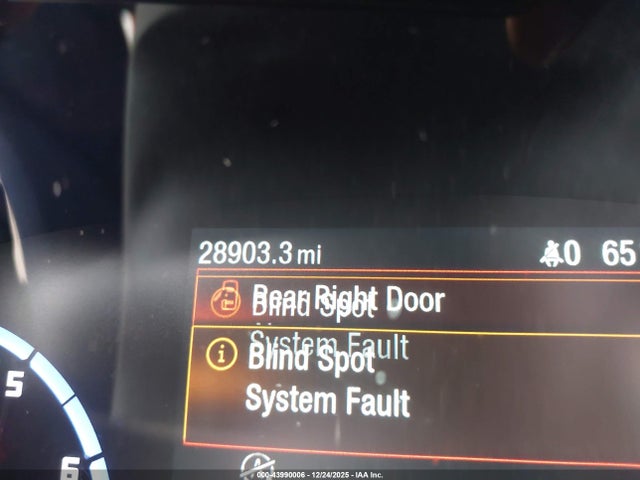 28903.3 mi
0 65
Rear Right Door
Blind Spot
System Fault
Blind Spot
System Fault
5
6
000-43990006 - 12/24/2025 - IAA Inc.